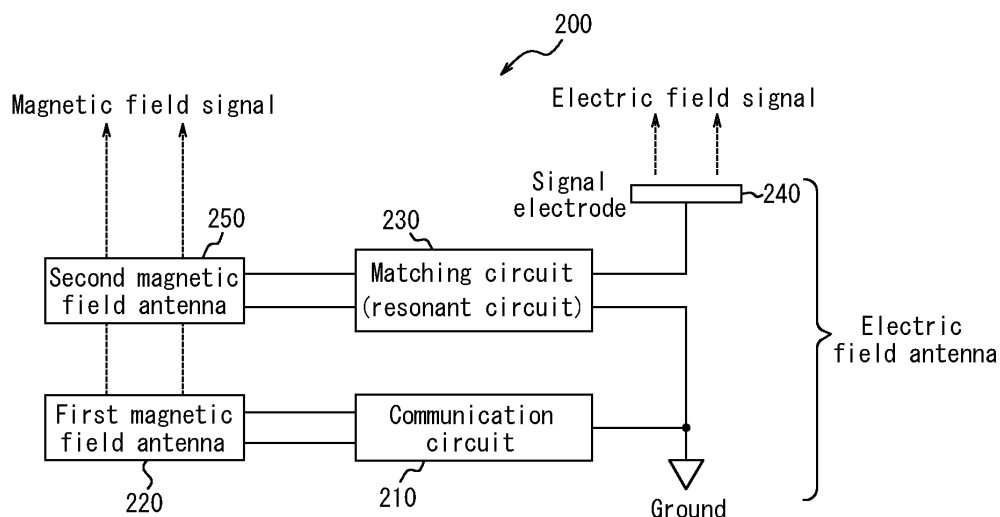 200
Magnetic field signal
Electric field signal
Signal
electrode
240
250
230
Second magnetic
field antenna
Matching circuit
(resonant circuit)
Electric
field antenna
First magnetic
field antenna
Communication
circuit
220
210
Ground